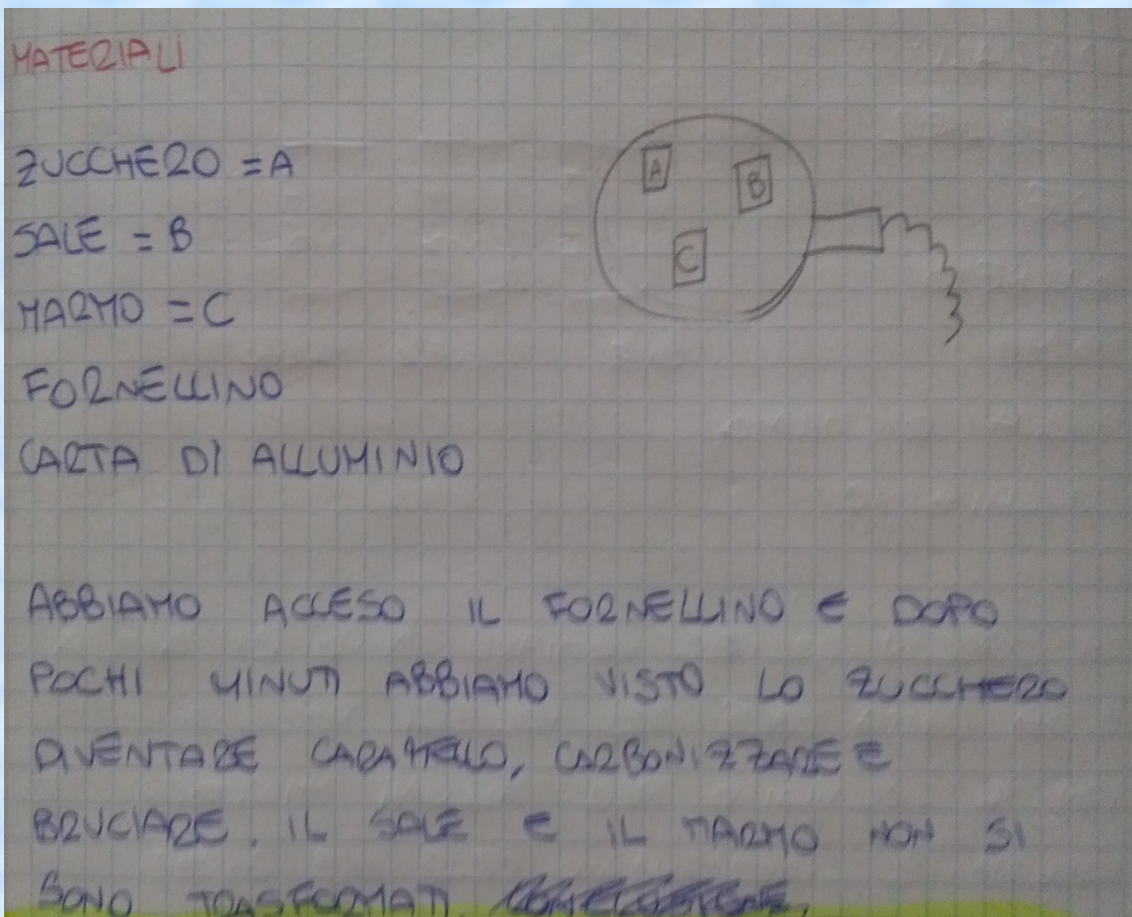 MATERIALI
ZUCCHERO = A
SALE = B
MARMO = C
FORNELLINO
CARTA DI ALLUMINIO
A
B
C
ABBIAMO ACCESO IL FORNELLINO E DOPO
POCHI MINUTI ABBIAMO VISTO LO ZUCCHERO
DIVENTARE CARAMELLO, CARBONIZZARE E
BRUCIARE. IL SALE E IL MARMO NON SI
SONO TRASFORMATI.